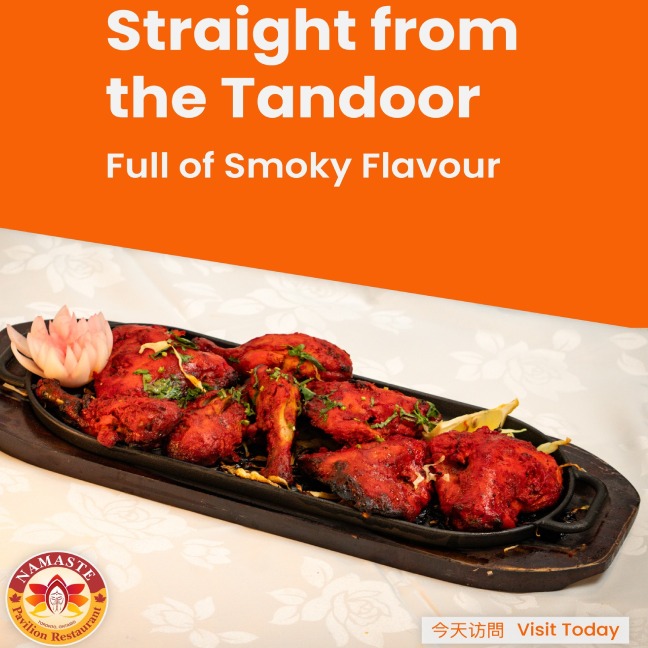 Straight from
the Tandoor
Full of Smoky Flavour
NAMASTE
Pavilion Restaurant
今天访問 Visit Today